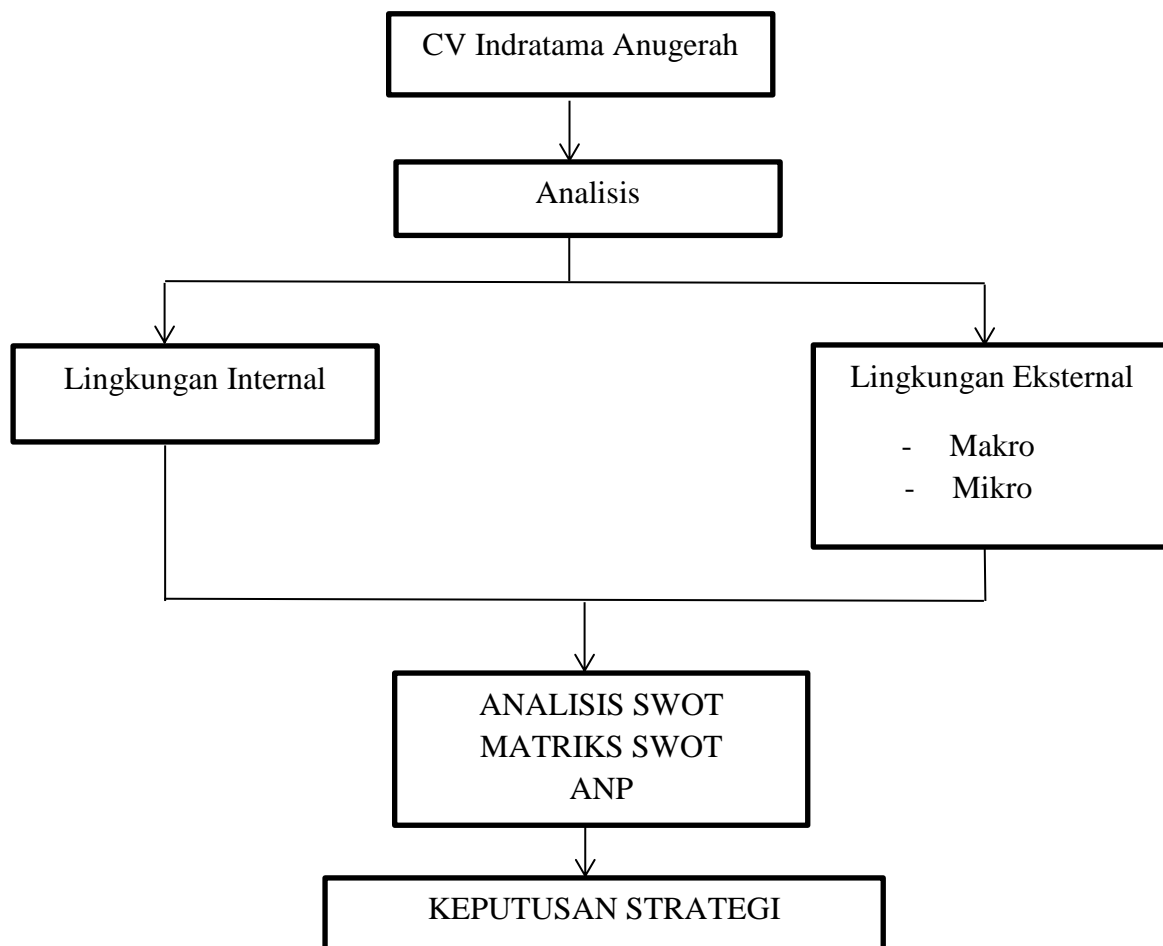 CV Indratama Anugerah
Analisis
Lingkungan Internal
Lingkungan Eksternal
- Makro
- Mikro
ANALISIS SWOT
MATRIKS SWOT
ANP
KEPUTUSAN STRATEGI